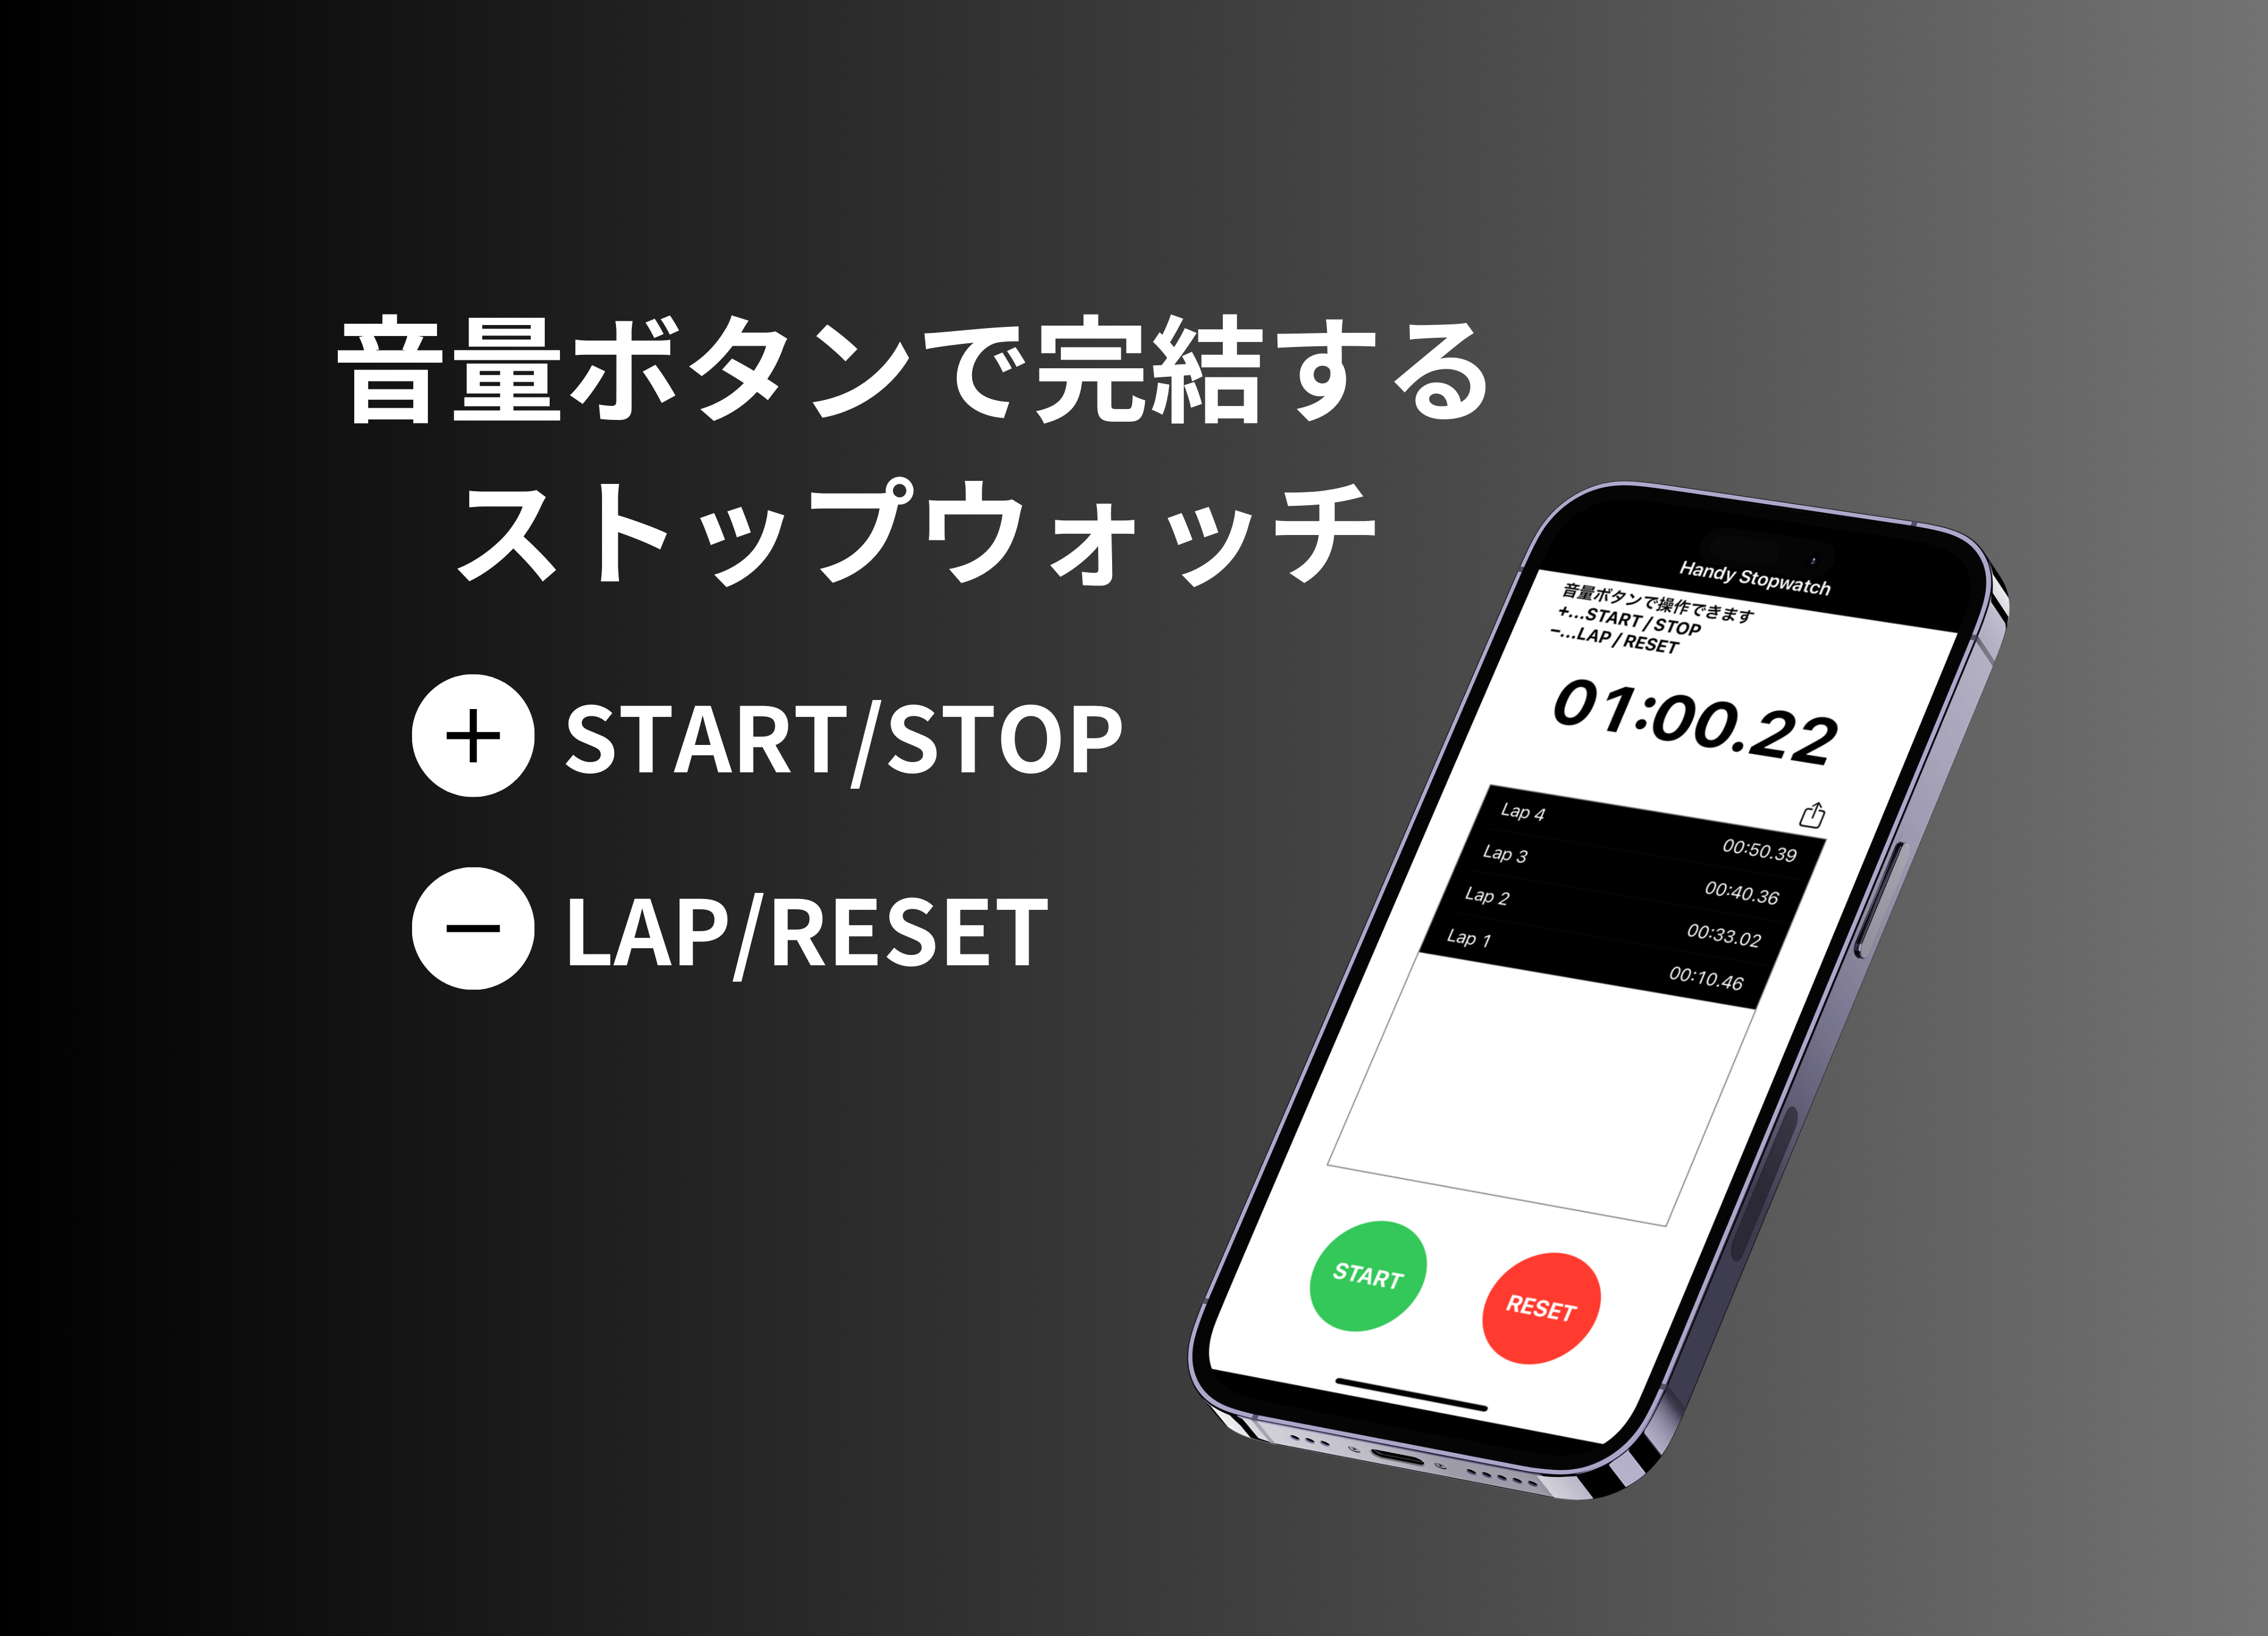 音量ボタンで完結する
ストップウォッチ
+ START/STOP
− LAP/RESET
Handy Stopwatch
音量ボタンで操作できます
+...START / STOP
−...LAP / RESET
01:00.22
Lap 4 00:50.39
Lap 3 00:40.36
Lap 2 00:33.02
Lap 1 00:10.46
START RESET